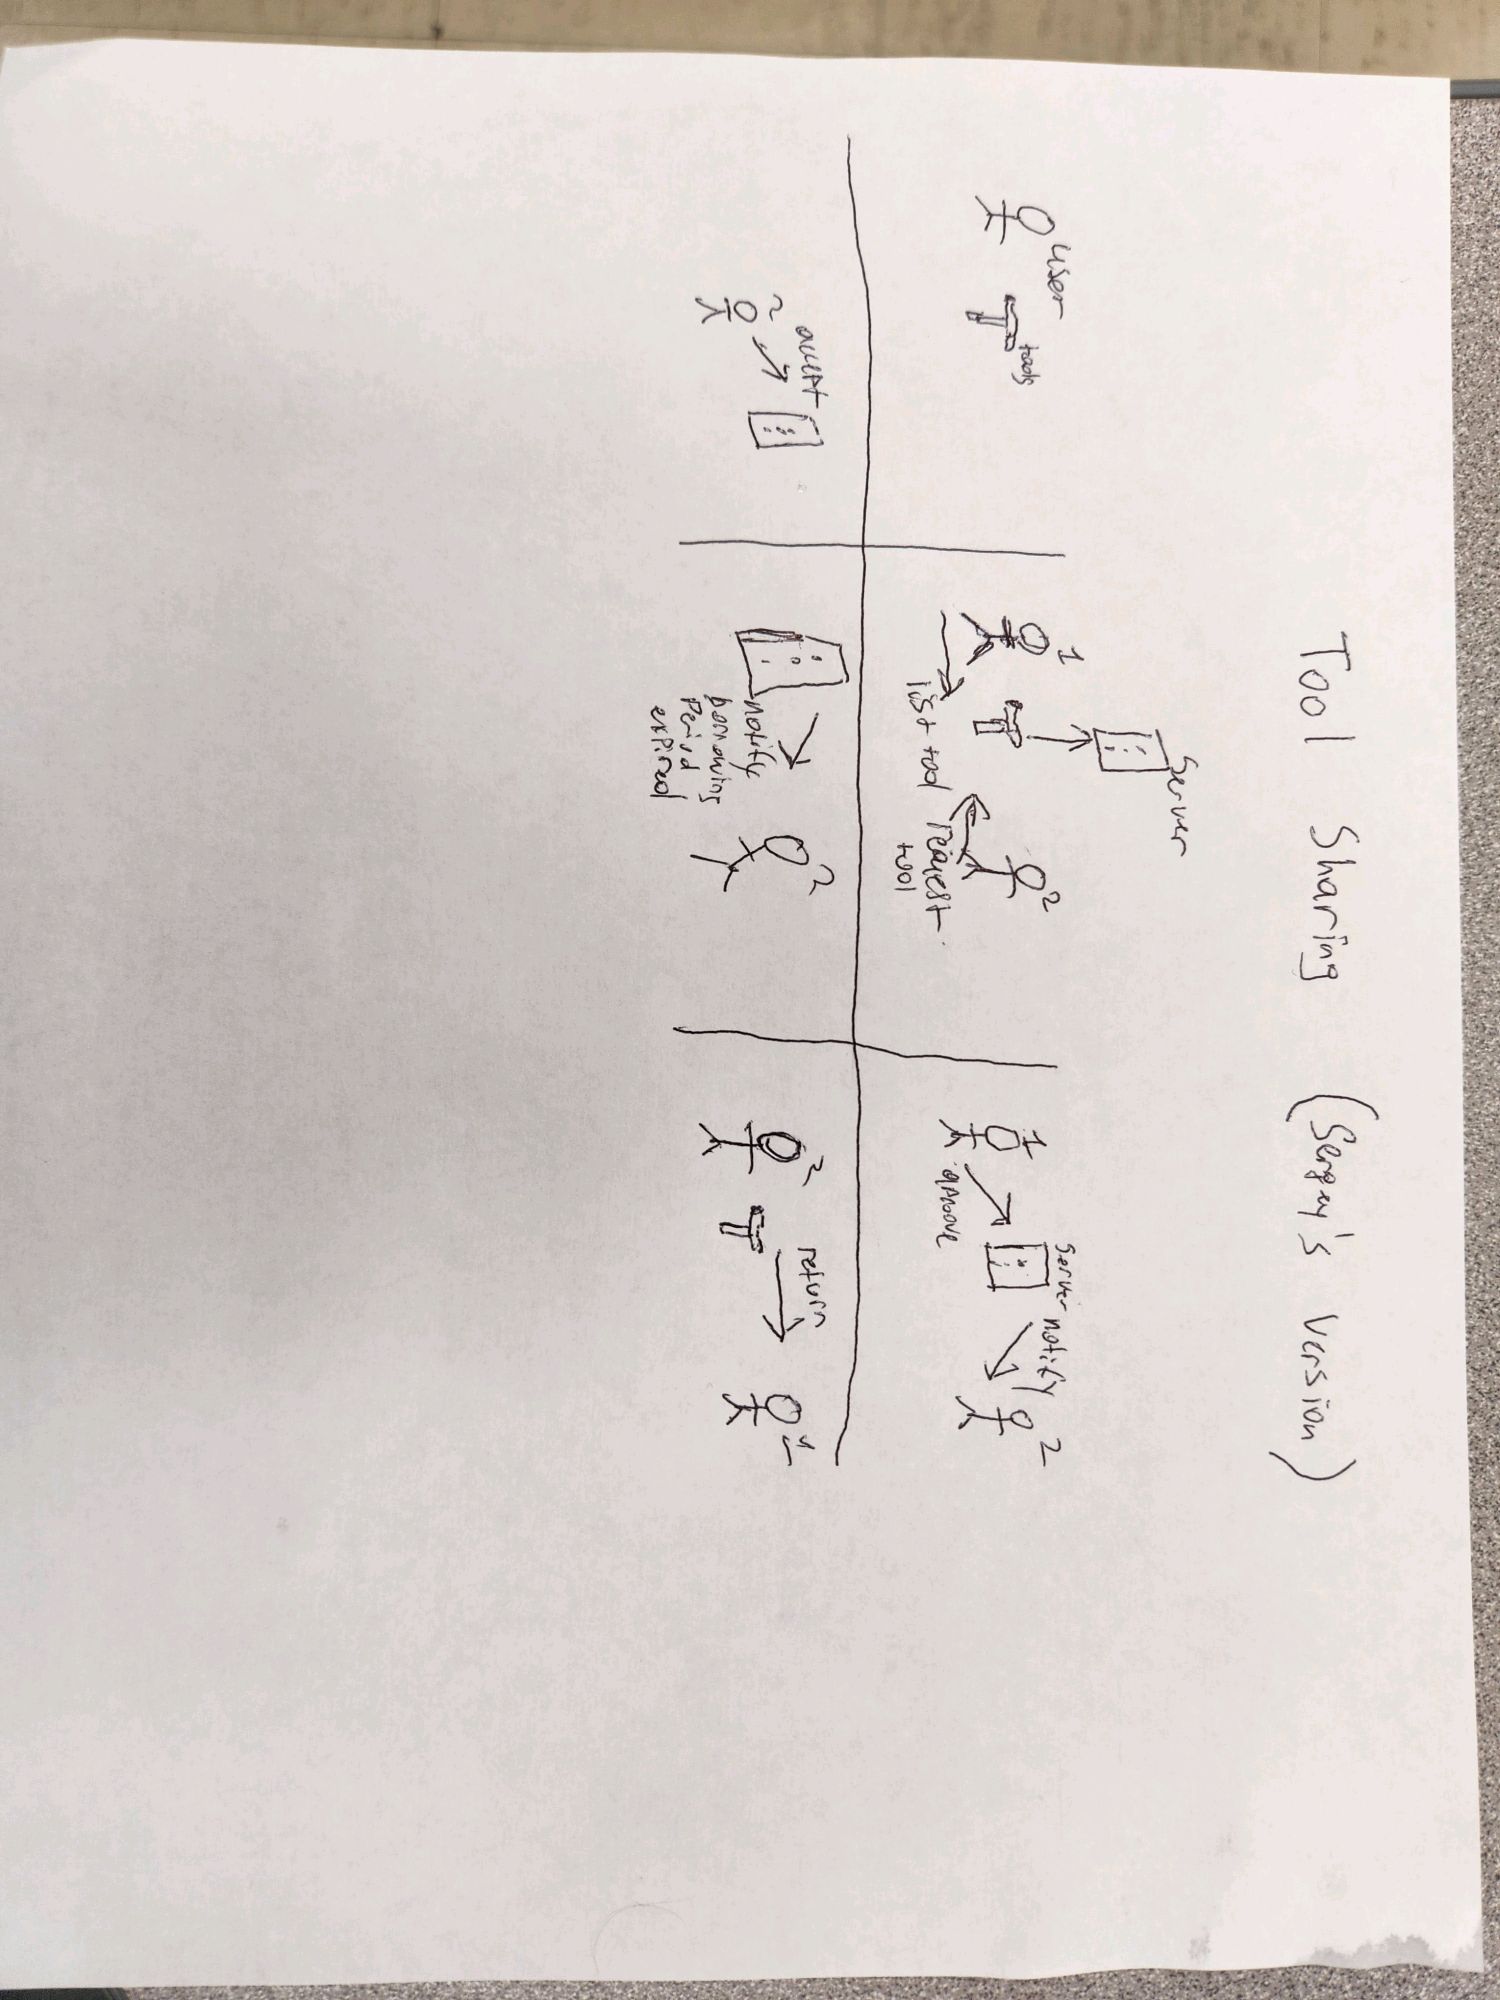 Tool Sharing (Sergey's version)
user
tools
1
Server
2
list tool
request
tool
1
approve
server
notify
2
2
accept
notify
borrowing
Period
expired
2
2
return
1